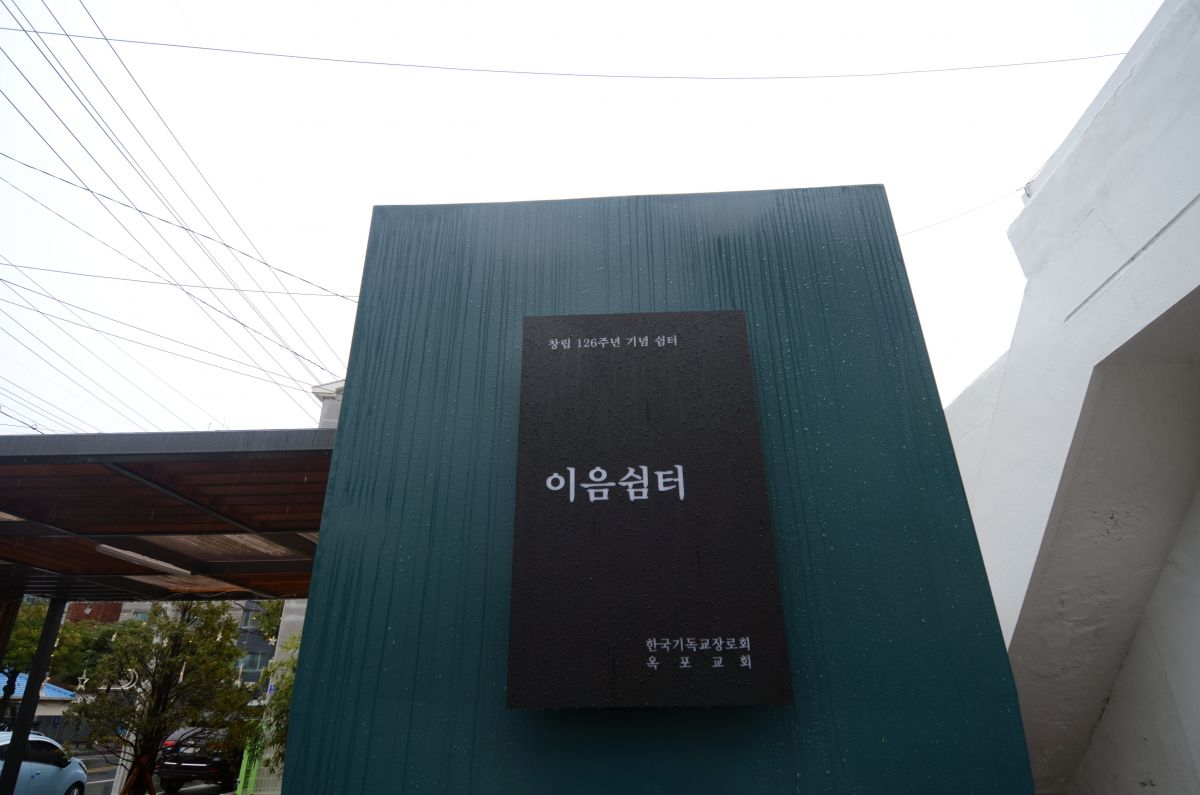 창립 126주년 기념 쉼터
이음쉼터
한국기독교장로회
옥 포 교 회